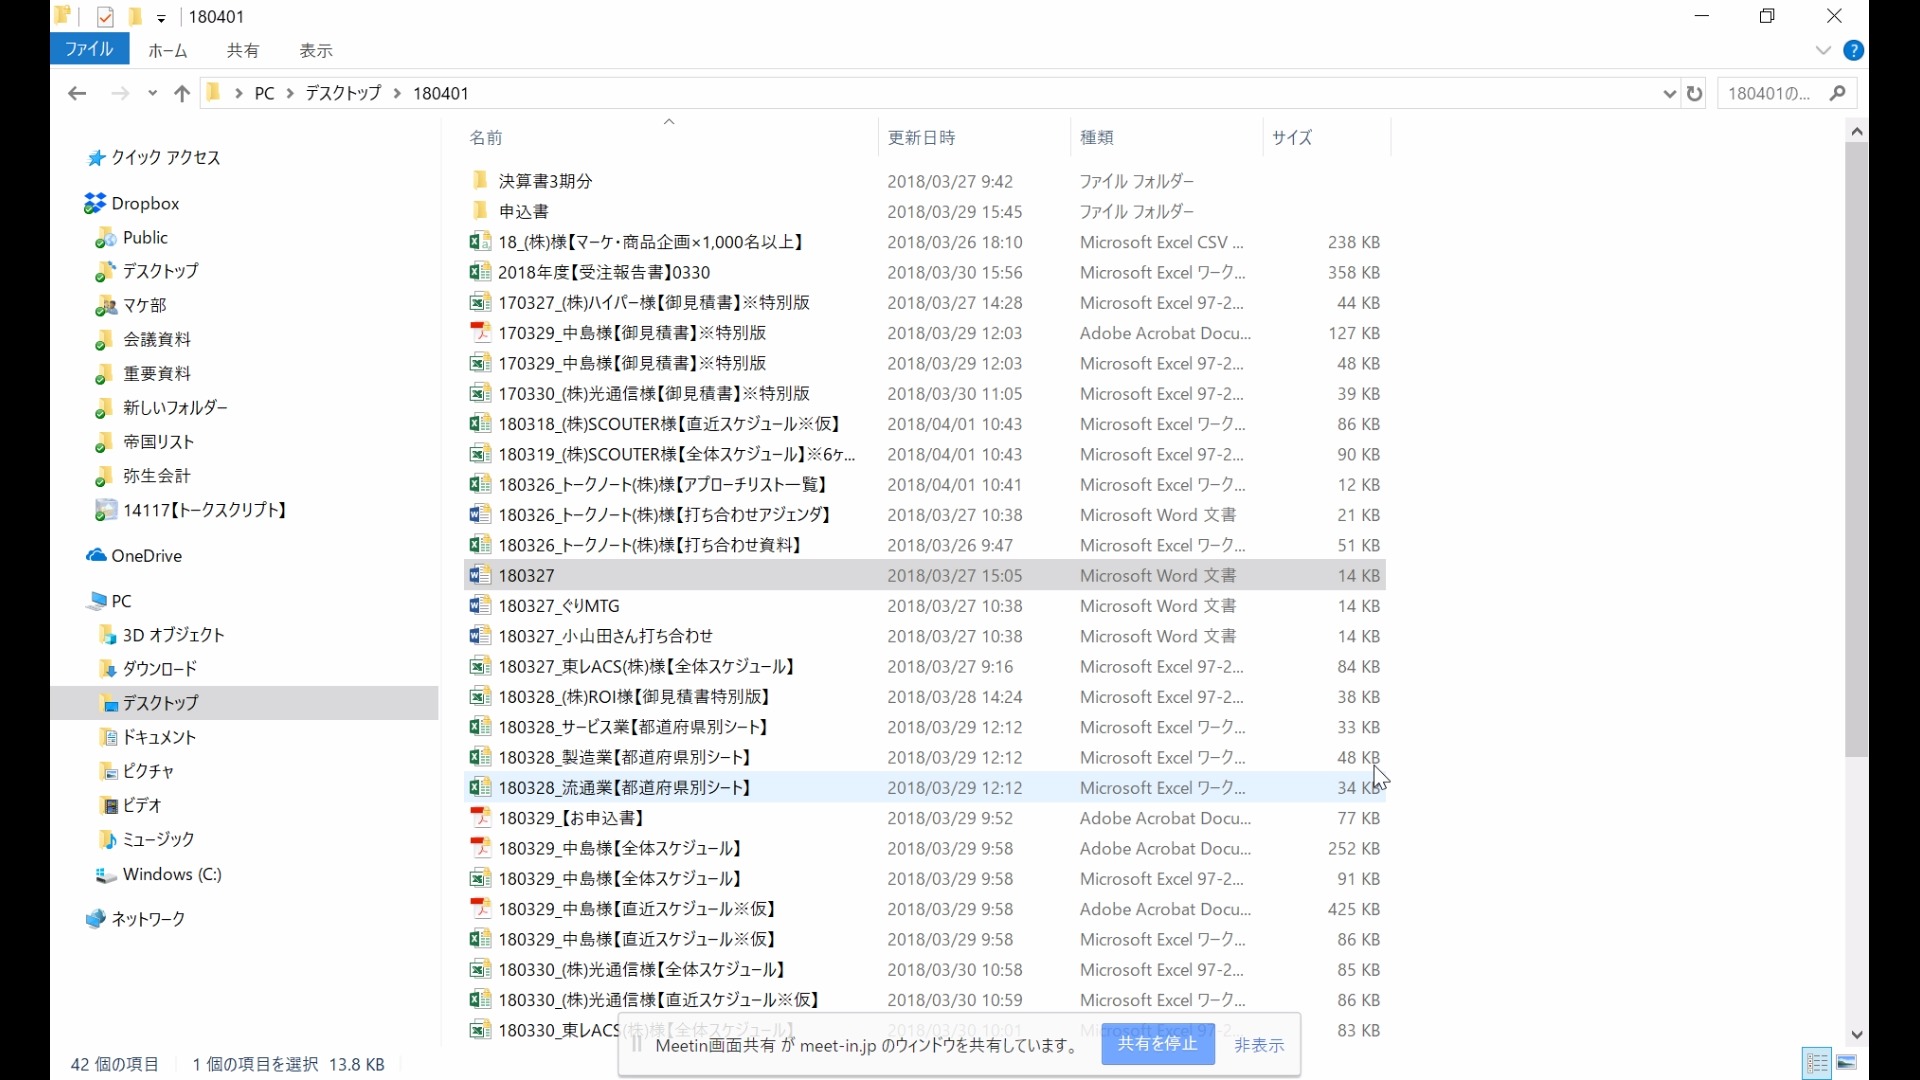 180401
ファイル ホーム 共有 表示
PC デスクトップ 180401 180401の...
名前 更新日時 種類 サイズ
クイック アクセス
Dropbox
Public
デスクトップ
マケ部
会議資料
重要資料
新しいフォルダー
帝国リスト
弥生会計
14117【トークスクリプト】
OneDrive
PC
3D オブジェクト
ダウンロード
デスクトップ
ドキュメント
ピクチャ
ビデオ
ミュージック
Windows (C:)
ネットワーク
決算書3期分 2018/03/27 9:42 ファイル フォルダー
申込書 2018/03/29 15:45 ファイル フォルダー
18_(株)様【マーケ・商品企画×1,000名以上】 2018/03/26 18:10 Microsoft Excel CSV ... 238 KB
2018年度【受注報告書】0330 2018/03/30 15:56 Microsoft Excel ワーク... 358 KB
170327_(株)ハイパー様【御見積書】※特別版 2018/03/27 14:28 Microsoft Excel 97-2... 44 KB
170329_中島様【御見積書】※特別版 2018/03/29 12:03 Adobe Acrobat Docu... 127 KB
170329_中島様【御見積書】※特別版 2018/03/29 12:03 Microsoft Excel 97-2... 48 KB
170330_(株)光通信様【御見積書】※特別版 2018/03/30 11:05 Microsoft Excel 97-2... 39 KB
180318_(株)SCOUTER様【直近スケジュール※仮】 2018/04/01 10:43 Microsoft Excel ワーク... 86 KB
180319_(株)SCOUTER様【全体スケジュール】※6ヶ... 2018/04/01 10:43 Microsoft Excel 97-2... 90 KB
180326_トークノート(株)様【アプローチリスト一覧】 2018/04/01 10:41 Microsoft Excel ワーク... 12 KB
180326_トークノート(株)様【打ち合わせアジェンダ】 2018/03/27 10:38 Microsoft Word 文書 21 KB
180326_トークノート(株)様【打ち合わせ資料】 2018/03/26 9:47 Microsoft Excel ワーク... 51 KB
180327 2018/03/27 15:05 Microsoft Word 文書 14 KB
180327_ぐりMTG 2018/03/27 10:38 Microsoft Word 文書 14 KB
180327_小山田さん打ち合わせ 2018/03/27 10:38 Microsoft Word 文書 14 KB
180327_東レACS(株)様【全体スケジュール】 2018/03/27 9:16 Microsoft Excel 97-2... 84 KB
180328_(株)ROI様【御見積書特別版】 2018/03/28 14:24 Microsoft Excel 97-2... 38 KB
180328_サービス業【都道府県別シート】 2018/03/29 12:12 Microsoft Excel ワーク... 33 KB
180328_製造業【都道府県別シート】 2018/03/29 12:12 Microsoft Excel ワーク... 48 KB
180328_流通業【都道府県別シート】 2018/03/29 12:12 Microsoft Excel ワーク... 34 KB
180329_【お申込書】 2018/03/29 9:52 Adobe Acrobat Docu... 77 KB
180329_中島様【全体スケジュール】 2018/03/29 9:58 Adobe Acrobat Docu... 252 KB
180329_中島様【全体スケジュール】 2018/03/29 9:58 Microsoft Excel 97-2... 91 KB
180329_中島様【直近スケジュール※仮】 2018/03/29 9:58 Adobe Acrobat Docu... 425 KB
180329_中島様【直近スケジュール※仮】 2018/03/29 9:58 Microsoft Excel ワーク... 86 KB
180330_(株)光通信様【全体スケジュール】 2018/03/30 10:58 Microsoft Excel 97-2... 85 KB
180330_(株)光通信様【直近スケジュール※仮】 2018/03/30 10:59 Microsoft Excel ワーク... 86 KB
180330_東レACS(株)様【全体スケジュール】 2018/03/30 10:01 Microsoft Excel 97-2... 83 KB
Meetin画面共有 が meet-in.jp のウィンドウを共有しています。 共有を停止 非表示
42 個の項目 1 個の項目を選択 13.8 KB